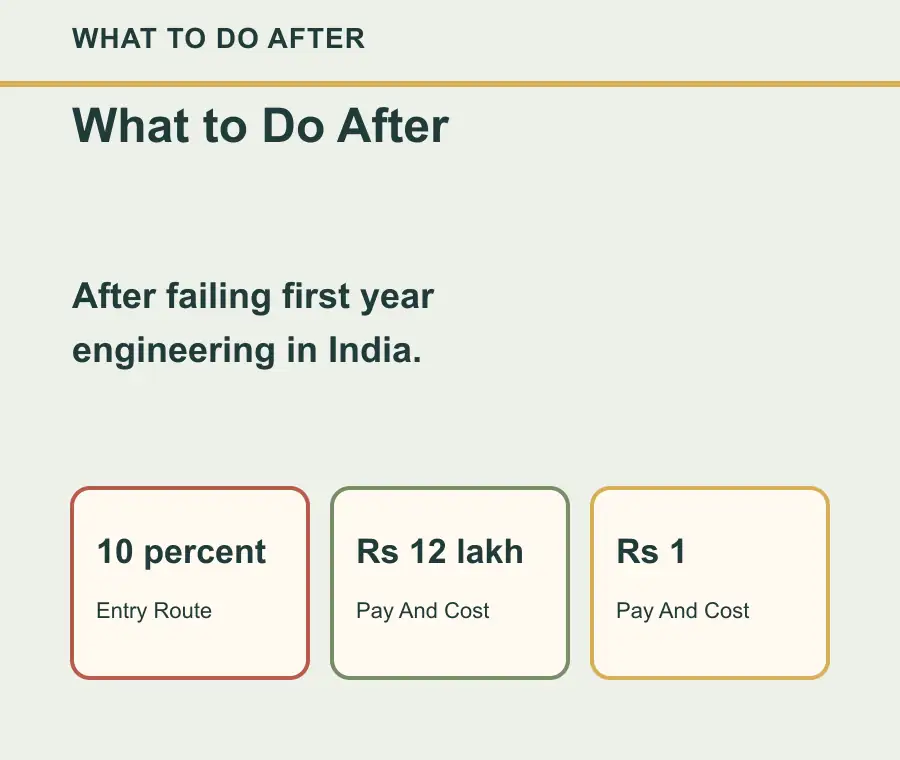 WHAT TO DO AFTER
What to Do After
After failing first year
engineering in India.
10 percent
Entry Route
Rs 12 lakh
Pay And Cost
Rs 1
Pay And Cost